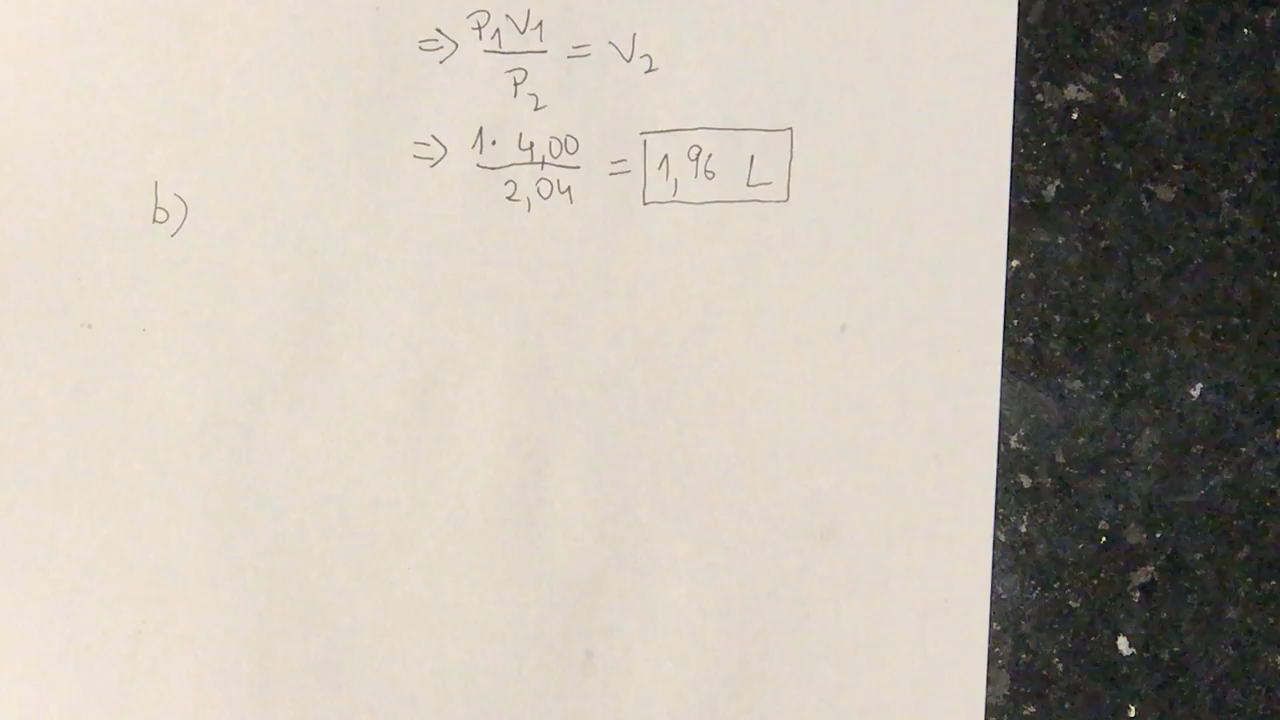 ⇒ P₁V₁/P₂ = V₂
⇒ 1·4,00/2,04 = 1,96 L
b)